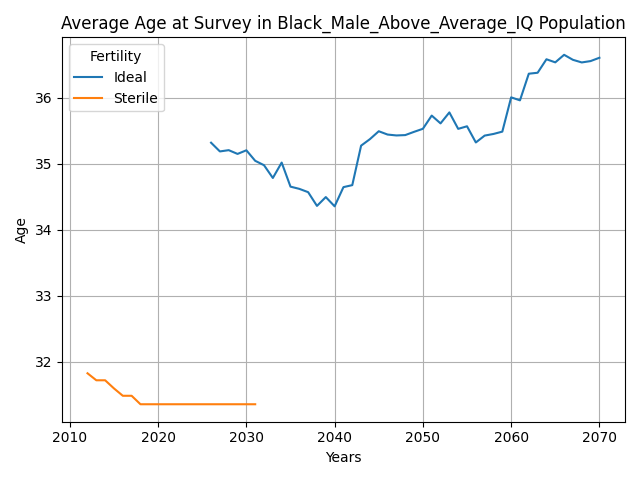 Average Age at Survey in Black_Male_Above_Average_IQ Population
Fertility
Ideal
Sterile
Age
36
35
34
33
32
2010 2020 2030 2040 2050 2060 2070
Years